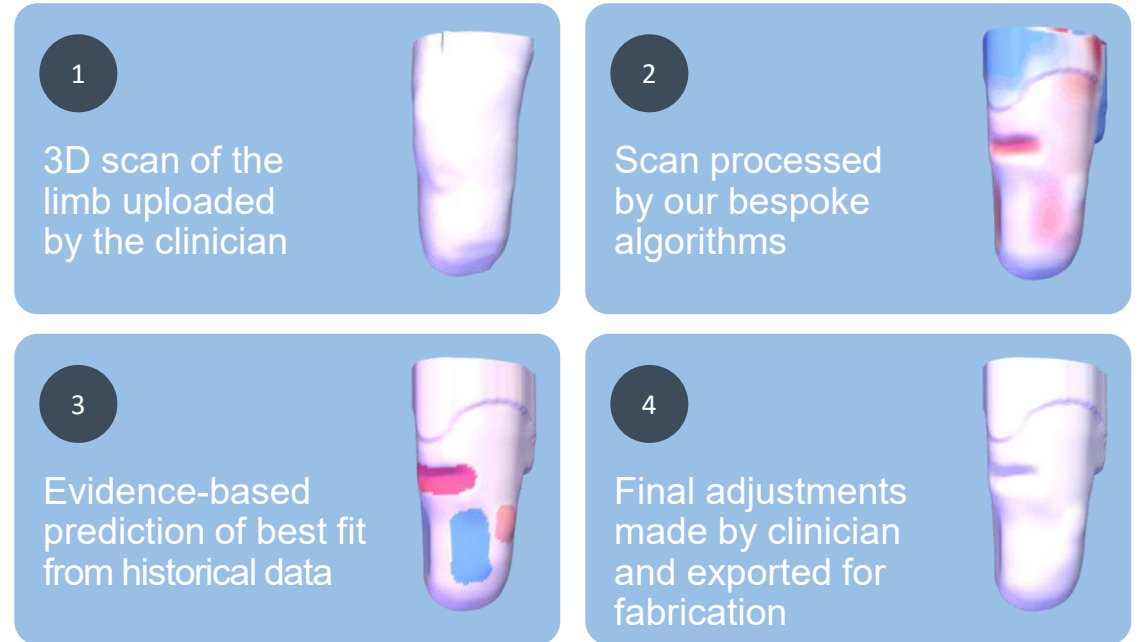 1
3D scan of the
limb uploaded
by the clinician
2
Scan processed
by our bespoke
algorithms
3
Evidence-based
prediction of best fit
from historical data
4
Final adjustments
made by clinician
and exported for
fabrication